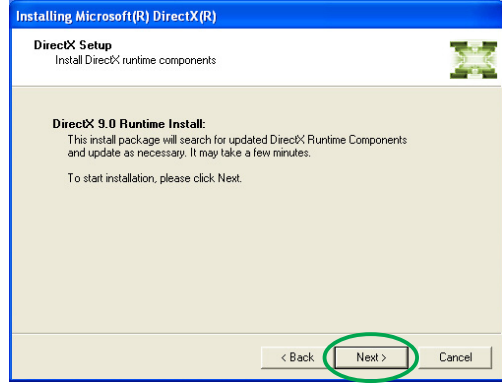 Installing Microsoft(R) DirectX(R)
DirectX Setup
Install DirectX runtime components
DirectX 9.0 Runtime Install:
This install package will search for updated DirectX Runtime Components
and update as necessary. It may take a few minutes.
To start installation, please click Next.
< Back Next > Cancel